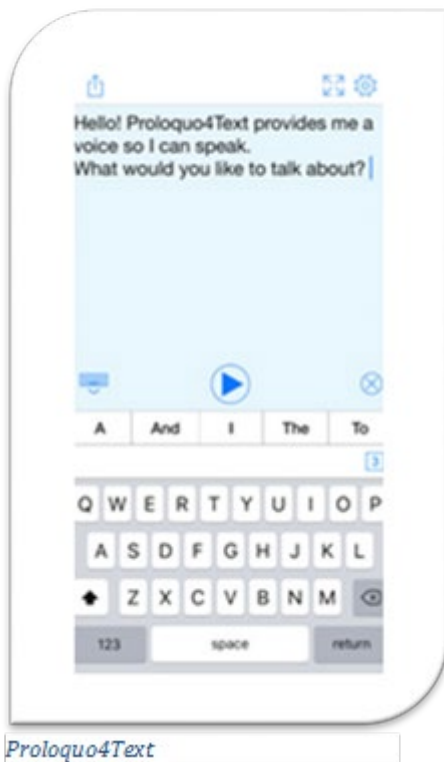 Hello! Proloquo4Text provides me a
voice so I can speak.
What would you like to talk about?
A And I The To
3
Q W E R T Y U I O P
A S D F G H J K L
Z X C V B N M
123 space return
Proloquo4Text